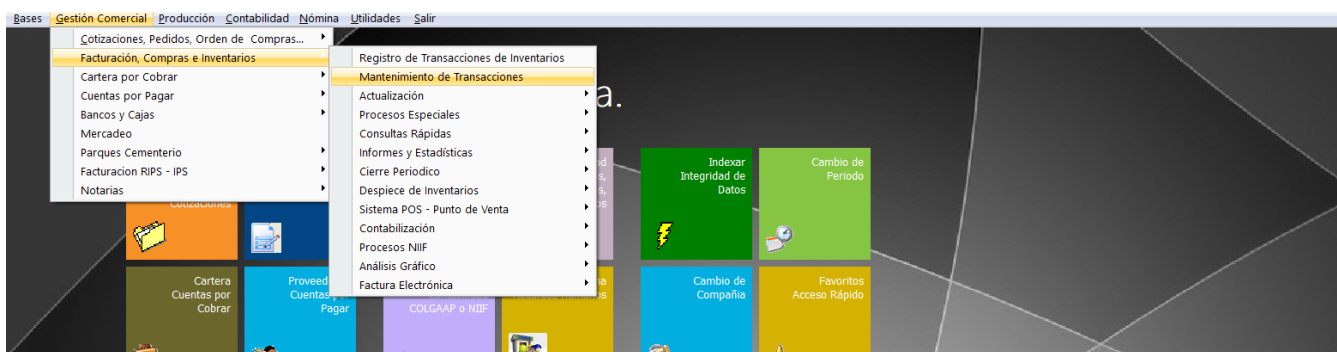 Bases Gestión Comercial Producción Contabilidad Nómina Utilidades Salir
Cotizaciones, Pedidos, Orden de Compras...
Facturación, Compras e Inventarios
Cartera por Cobrar
Cuentas por Pagar
Bancos y Cajas
Mercadeo
Parques Cementerio
Facturacion RIPS - IPS
Notarias
Registro de Transacciones de Inventarios
Mantenimiento de Transacciones
Actualización
Procesos Especiales
Consultas Rápidas
Informes y Estadísticas
Cierre Periodico
Despiece de Inventarios
Sistema POS - Punto de Venta
Contabilización
Procesos NIIF
Análisis Gráfico
Factura Electrónica
a.
Cotizaciones
Indexar
Integridad de
Datos
Cambio de
Periodo
Cartera
Cuentas por
Cobrar
Pagar
COLGAAP o NIIF
Cambio de
Compañia
Favoritos
Acceso Rápido